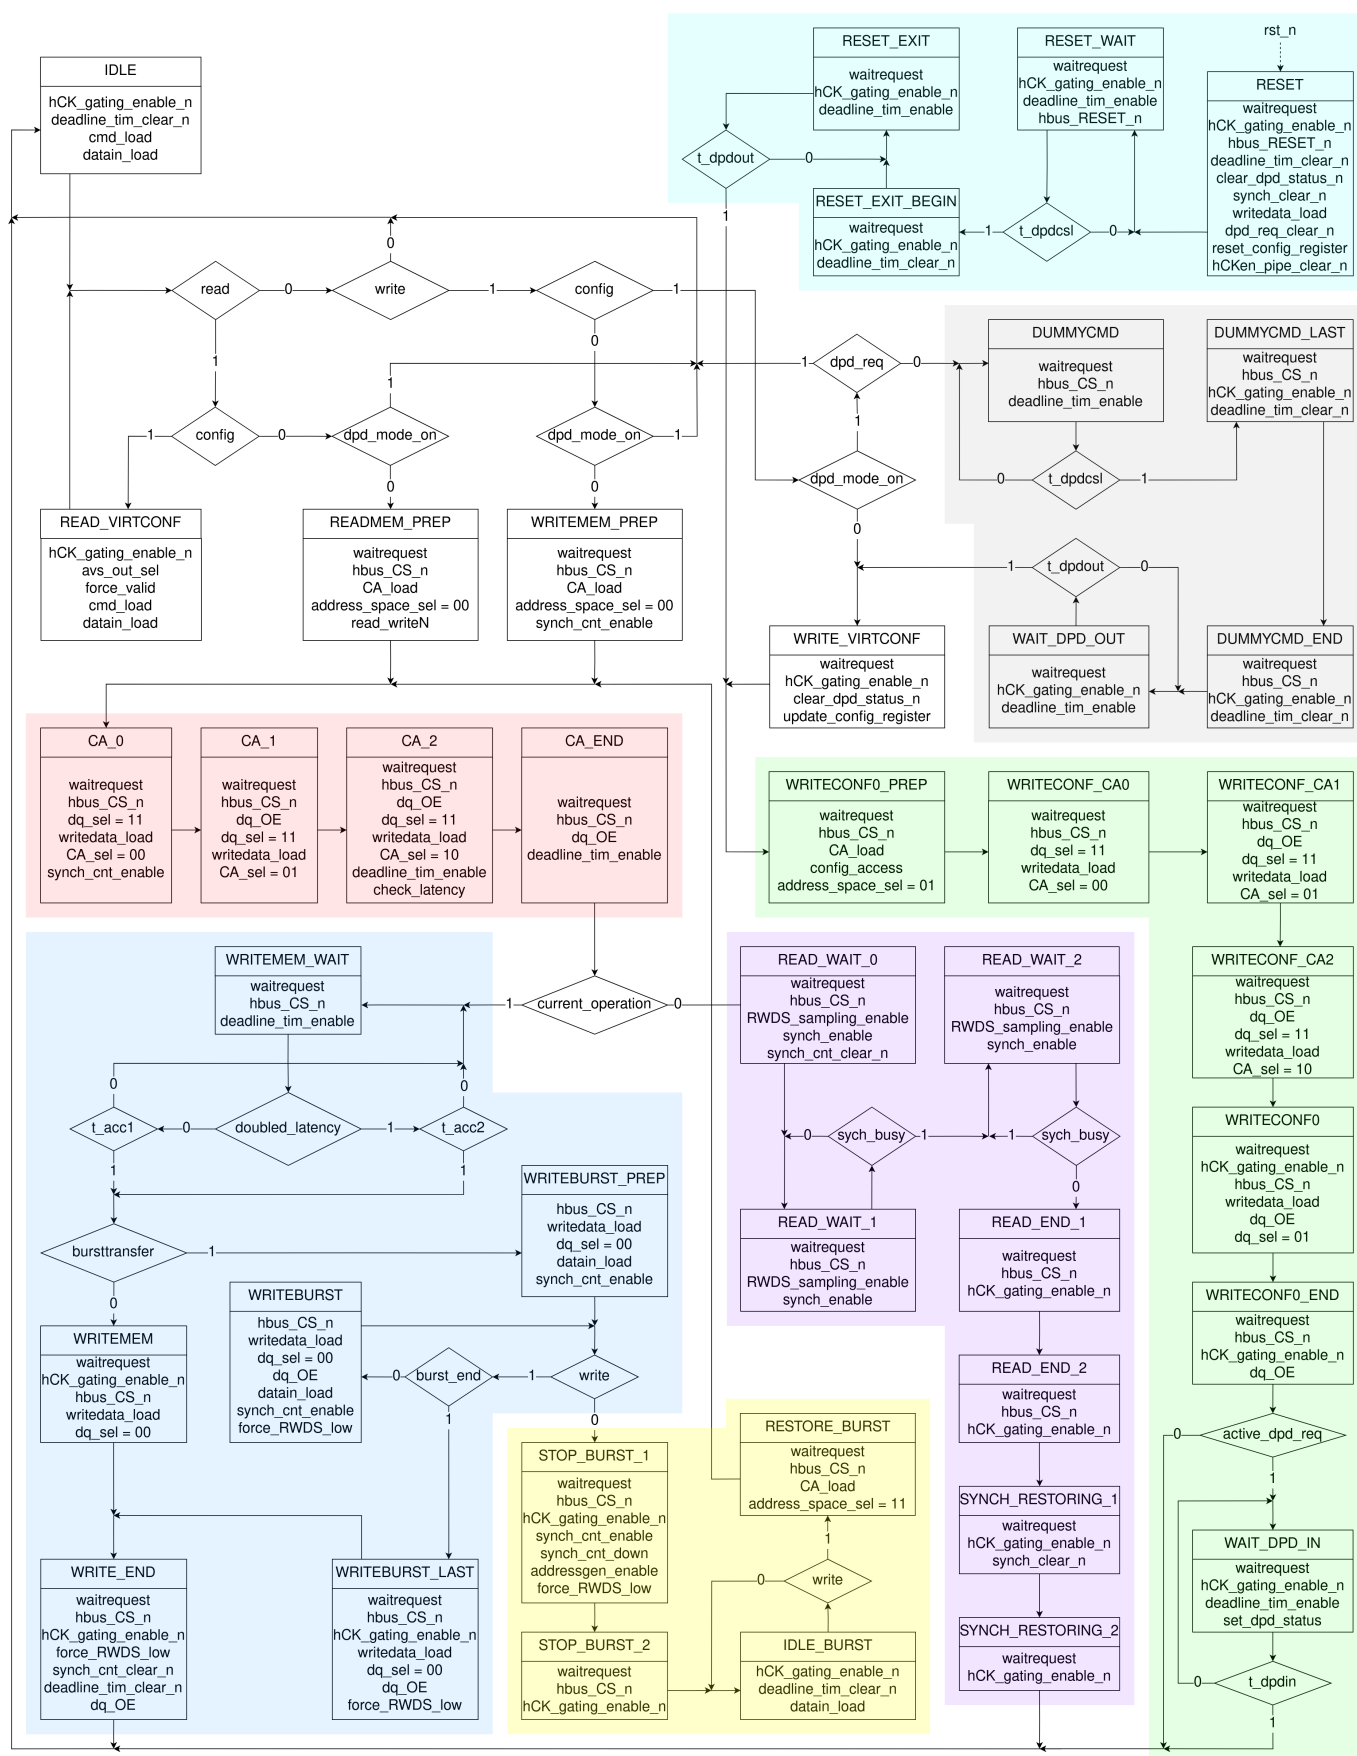 IDLE
hCK_gating_enable_n
deadline_tim_clear_n
cmd_load
datain_load
RESET_EXIT
waitrequest
hCK_gating_enable_n
deadline_tim_enable
RESET_WAIT
waitrequest
hCK_gating_enable_n
deadline_tim_enable
hbus_RESET_n
rst_n
RESET
waitrequest
hCK_gating_enable_n
hbus_RESET_n
deadline_tim_clear_n
clear_dpd_status_n
synch_clear_n
writedata_load
dpd_req_clear_n
reset_config_register
hCKen_pipe_clear_n
t_dpdout
0
1
RESET_EXIT_BEGIN
waitrequest
hCK_gating_enable_n
deadline_tim_clear_n
1
t_dpdcsl
0
0
read
0
write
1
config
1
1
0
config
1
0
1
dpd_mode_on
0
dpd_mode_on
1
0
1
dpd_req
0
1
dpd_mode_on
0
DUMMYCMD
waitrequest
hbus_CS_n
deadline_tim_enable
0
t_dpdcsl
1
DUMMYCMD_LAST
waitrequest
hbus_CS_n
hCK_gating_enable_n
deadline_tim_clear_n
READ_VIRTCONF
hCK_gating_enable_n
avs_out_sel
force_valid
cmd_load
datain_load
READMEM_PREP
waitrequest
hbus_CS_n
CA_load
address_space_sel = 00
read_writeN
WRITEMEM_PREP
waitrequest
hbus_CS_n
CA_load
address_space_sel = 00
synch_cnt_enable
1
t_dpdout
0
WRITE_VIRTCONF
waitrequest
hCK_gating_enable_n
clear_dpd_status_n
update_config_register
WAIT_DPD_OUT
waitrequest
hCK_gating_enable_n
deadline_tim_enable
DUMMYCMD_END
waitrequest
hbus_CS_n
hCK_gating_enable_n
deadline_tim_clear_n
CA_0
waitrequest
hbus_CS_n
dq_sel = 11
writedata_load
CA_sel = 00
synch_cnt_enable
CA_1
waitrequest
hbus_CS_n
dq_OE
dq_sel = 11
writedata_load
CA_sel = 01
CA_2
waitrequest
hbus_CS_n
dq_OE
dq_sel = 11
writedata_load
CA_sel = 10
deadline_tim_enable
check_latency
CA_END
waitrequest
hbus_CS_n
dq_OE
deadline_tim_enable
WRITECONF0_PREP
waitrequest
hbus_CS_n
CA_load
config_access
address_space_sel = 01
WRITECONF_CA0
waitrequest
hbus_CS_n
dq_sel = 11
writedata_load
CA_sel = 00
WRITECONF_CA1
waitrequest
hbus_CS_n
dq_OE
dq_sel = 11
writedata_load
CA_sel = 01
WRITEMEM_WAIT
waitrequest
hbus_CS_n
deadline_tim_enable
1
current_operation
0
READ_WAIT_0
waitrequest
hbus_CS_n
RWDS_sampling_enable
synch_enable
synch_cnt_clear_n
READ_WAIT_2
waitrequest
hbus_CS_n
RWDS_sampling_enable
synch_enable
WRITECONF_CA2
waitrequest
hbus_CS_n
dq_OE
dq_sel = 11
writedata_load
CA_sel = 10
0
0
t_acc1
0
doubled_latency
1
t_acc2
1
1
0
sych_busy
1
1
sych_busy
0
WRITECONF0
waitrequest
hCK_gating_enable_n
hbus_CS_n
writedata_load
dq_OE
dq_sel = 01
WRITEBURST_PREP
hbus_CS_n
writedata_load
dq_sel = 00
datain_load
synch_cnt_enable
READ_WAIT_1
waitrequest
hbus_CS_n
RWDS_sampling_enable
synch_enable
READ_END_1
waitrequest
hbus_CS_n
hCK_gating_enable_n
bursttransfer
1
0
WRITEBURST
hbus_CS_n
writedata_load
dq_sel = 00
dq_OE
datain_load
synch_cnt_enable
force_RWDS_low
WRITECONF0_END
waitrequest
hbus_CS_n
hCK_gating_enable_n
dq_OE
WRITEMEM
waitrequest
hCK_gating_enable_n
hbus_CS_n
writedata_load
dq_sel = 00
0
burst_end
1
write
1
0
READ_END_2
waitrequest
hbus_CS_n
hCK_gating_enable_n
RESTORE_BURST
waitrequest
hbus_CS_n
CA_load
address_space_sel = 11
0
active_dpd_req
1
STOP_BURST_1
waitrequest
hbus_CS_n
hCK_gating_enable_n
synch_cnt_enable
synch_cnt_down
addressgen_enable
force_RWDS_low
SYNCH_RESTORING_1
waitrequest
hCK_gating_enable_n
synch_clear_n
1
0
write
WAIT_DPD_IN
waitrequest
hCK_gating_enable_n
deadline_tim_enable
set_dpd_status
WRITE_END
waitrequest
hbus_CS_n
hCK_gating_enable_n
force_RWDS_low
synch_cnt_clear_n
deadline_tim_clear_n
dq_OE
WRITEBURST_LAST
waitrequest
hbus_CS_n
hCK_gating_enable_n
writedata_load
dq_sel = 00
dq_OE
force_RWDS_low
STOP_BURST_2
waitrequest
hbus_CS_n
hCK_gating_enable_n
IDLE_BURST
hCK_gating_enable_n
deadline_tim_clear_n
datain_load
SYNCH_RESTORING_2
waitrequest
hCK_gating_enable_n
0
t_dpdin
1